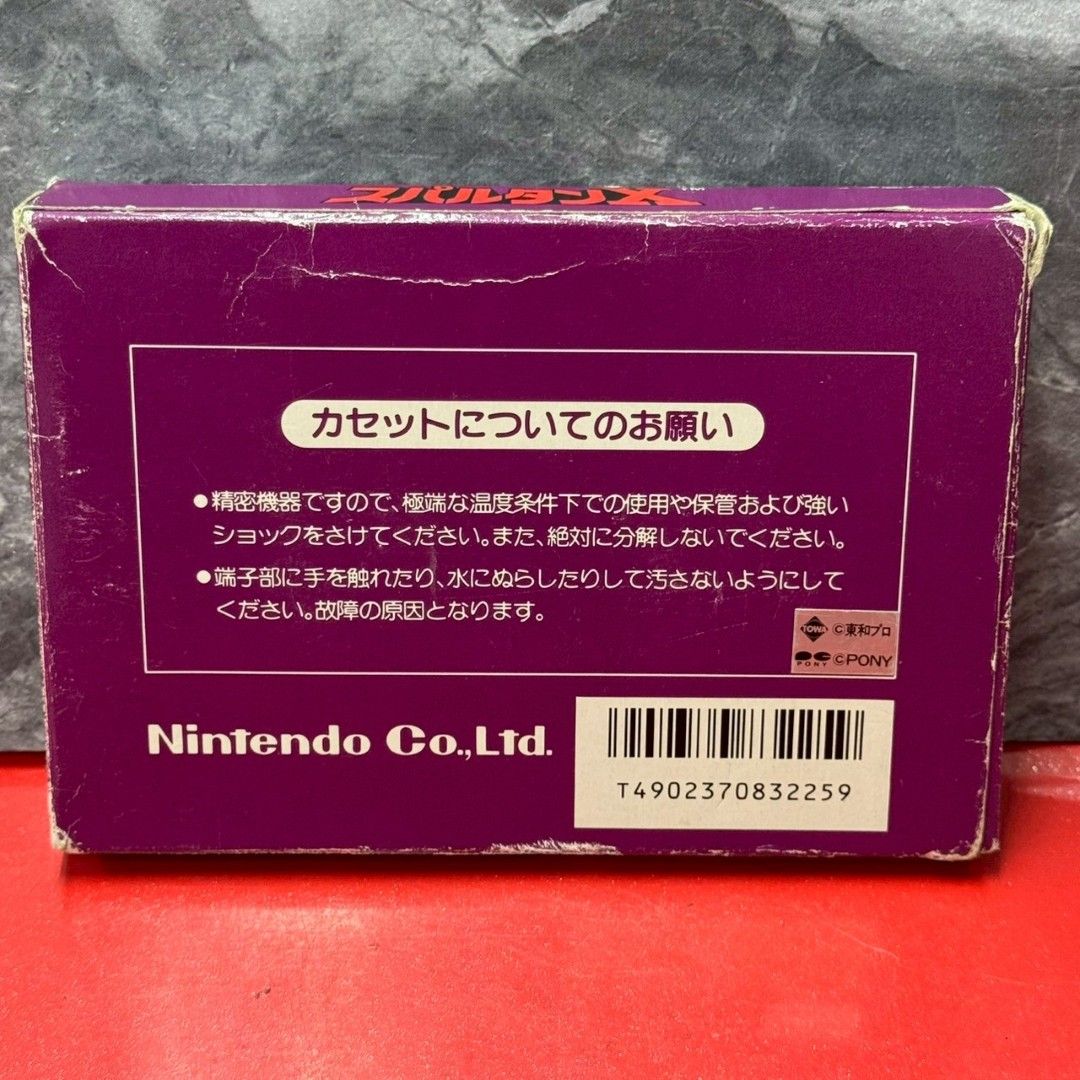 スパルタンX
TM
カセットについてのお願い
●精密機器ですので、極端な温度条件下での使用や保管および強い
ショックをさけてください。また、絶対に分解しないでください。
●端子部に手を触れたり、水にぬらしたりして汚さないようにして
ください。故障の原因となります。
TOWA ©東和プロ
PONY ©PONY
Nintendo Co.,Ltd.
T4902370832259